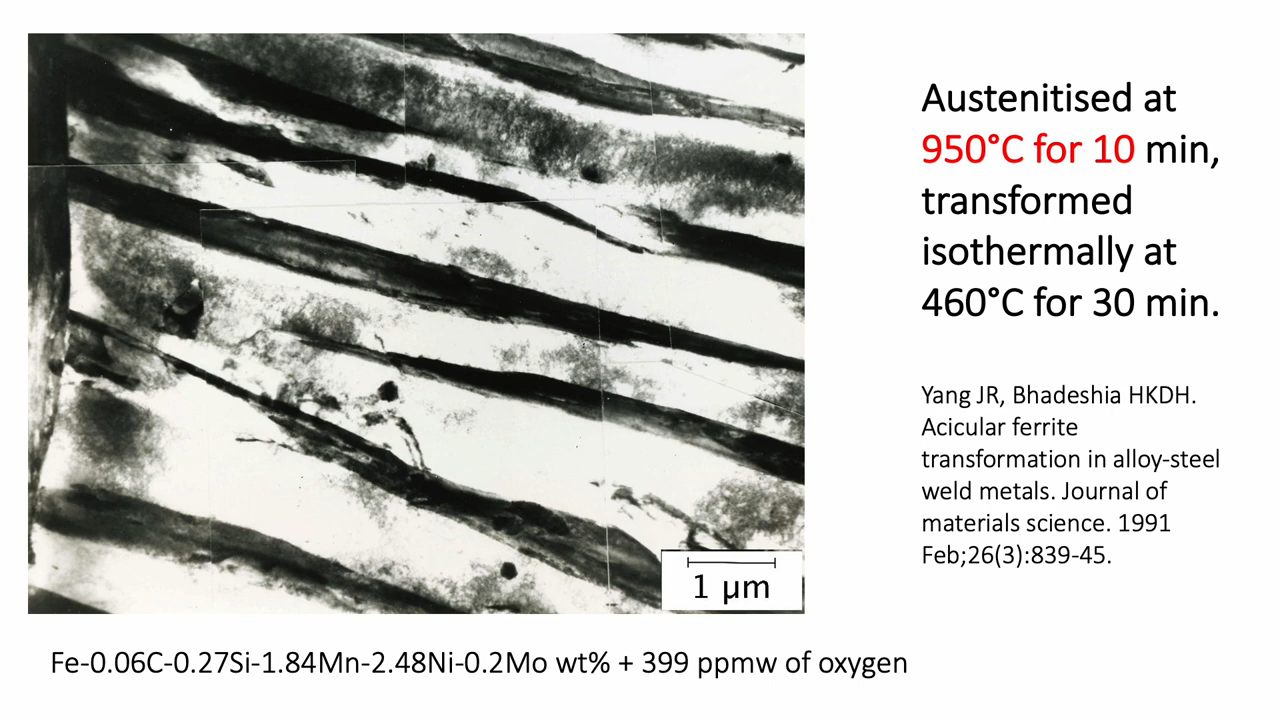 Austenitised at
950°C for 10 min,
transformed
isothermally at
460°C for 30 min.
Yang JR, Bhadeshia HKDH.
Acicular ferrite
transformation in alloy-steel
weld metals. Journal of
materials science. 1991
Feb;26(3):839-45.
1 μm
Fe-0.06C-0.27Si-1.84Mn-2.48Ni-0.2Mo wt% + 399 ppmw of oxygen